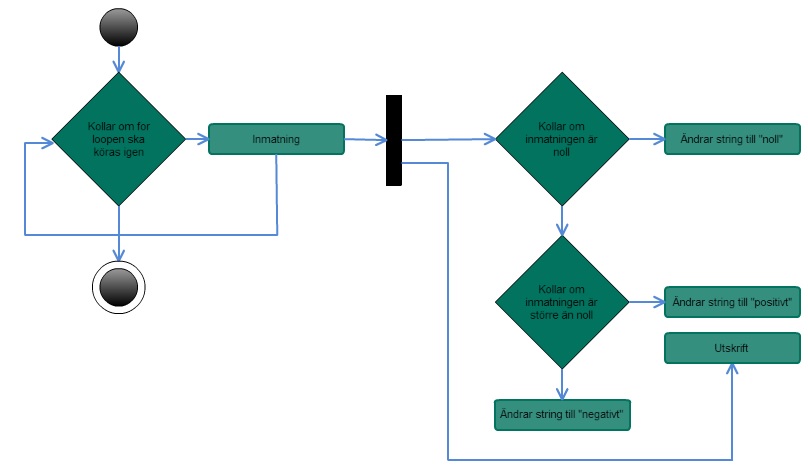 Kollar om for
loopen ska
köras igen
Inmatning
Kollar om
inmatningen är
noll
Ändrar string till "noll"
Kollar om
inmatningen är
större än noll
Ändrar string till "positivt"
Utskrift
Ändrar string till "negativt"